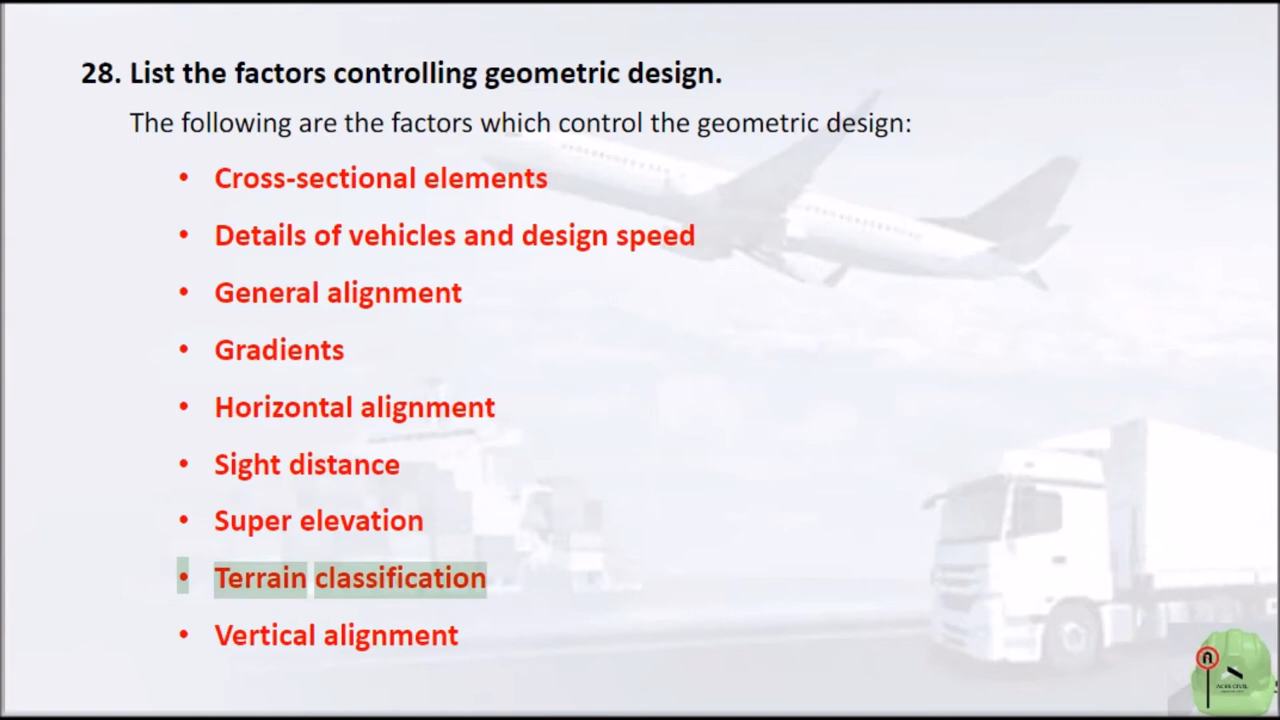 28. List the factors controlling geometric design.
The following are the factors which control the geometric design:
• Cross-sectional elements
• Details of vehicles and design speed
• General alignment
• Gradients
• Horizontal alignment
• Sight distance
• Super elevation
• Terrain classification
• Vertical alignment